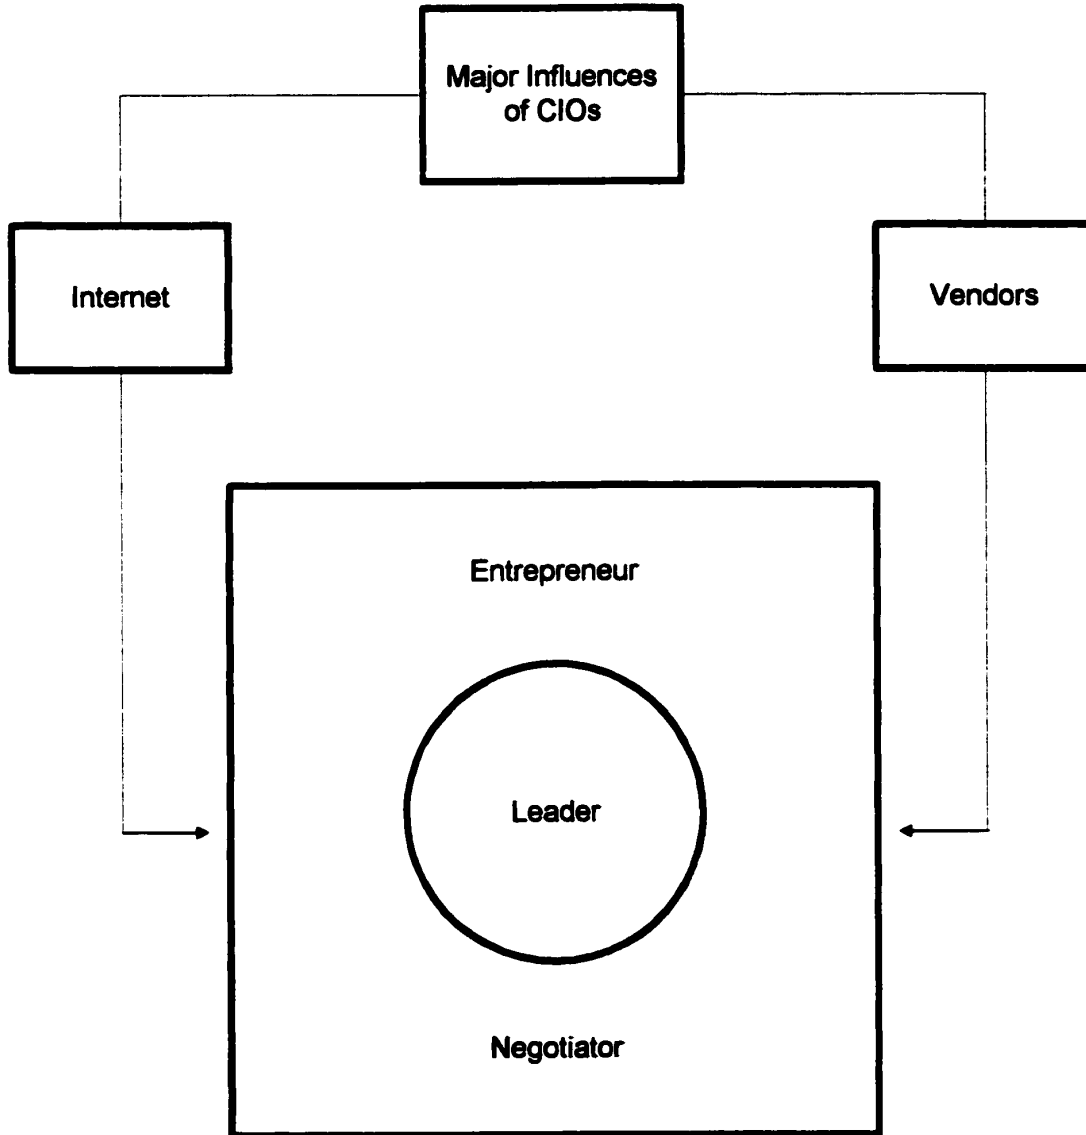 Major Influences
of CIOs
Internet
Vendors
Entrepreneur
Leader
Negotiator